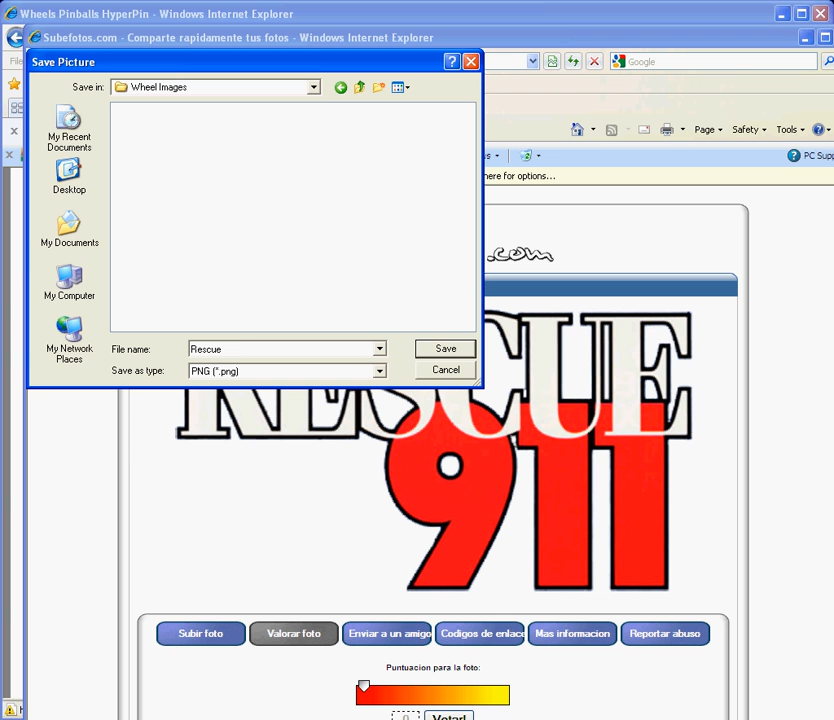 Wheels Pinballs HyperPin - Windows Internet Explorer
Subefotos.com - Comparte rapidamente tus fotos - Windows Internet Explorer
File
Save Picture
Google
Save in: Wheel Images
My Recent
Documents
Desktop
My Documents
My Computer
My Network
Places
Page
Safety
Tools
PC Supp
here for options...
.com
File name: Rescue
Save
Save as type: PNG (*.png)
Cancel
RESCUE
911
Subir foto
Valorar foto
Enviar a un amigo
Codigos de enlace
Mas informacion
Reportar abuso
Puntuacion para la foto:
0
Votar!